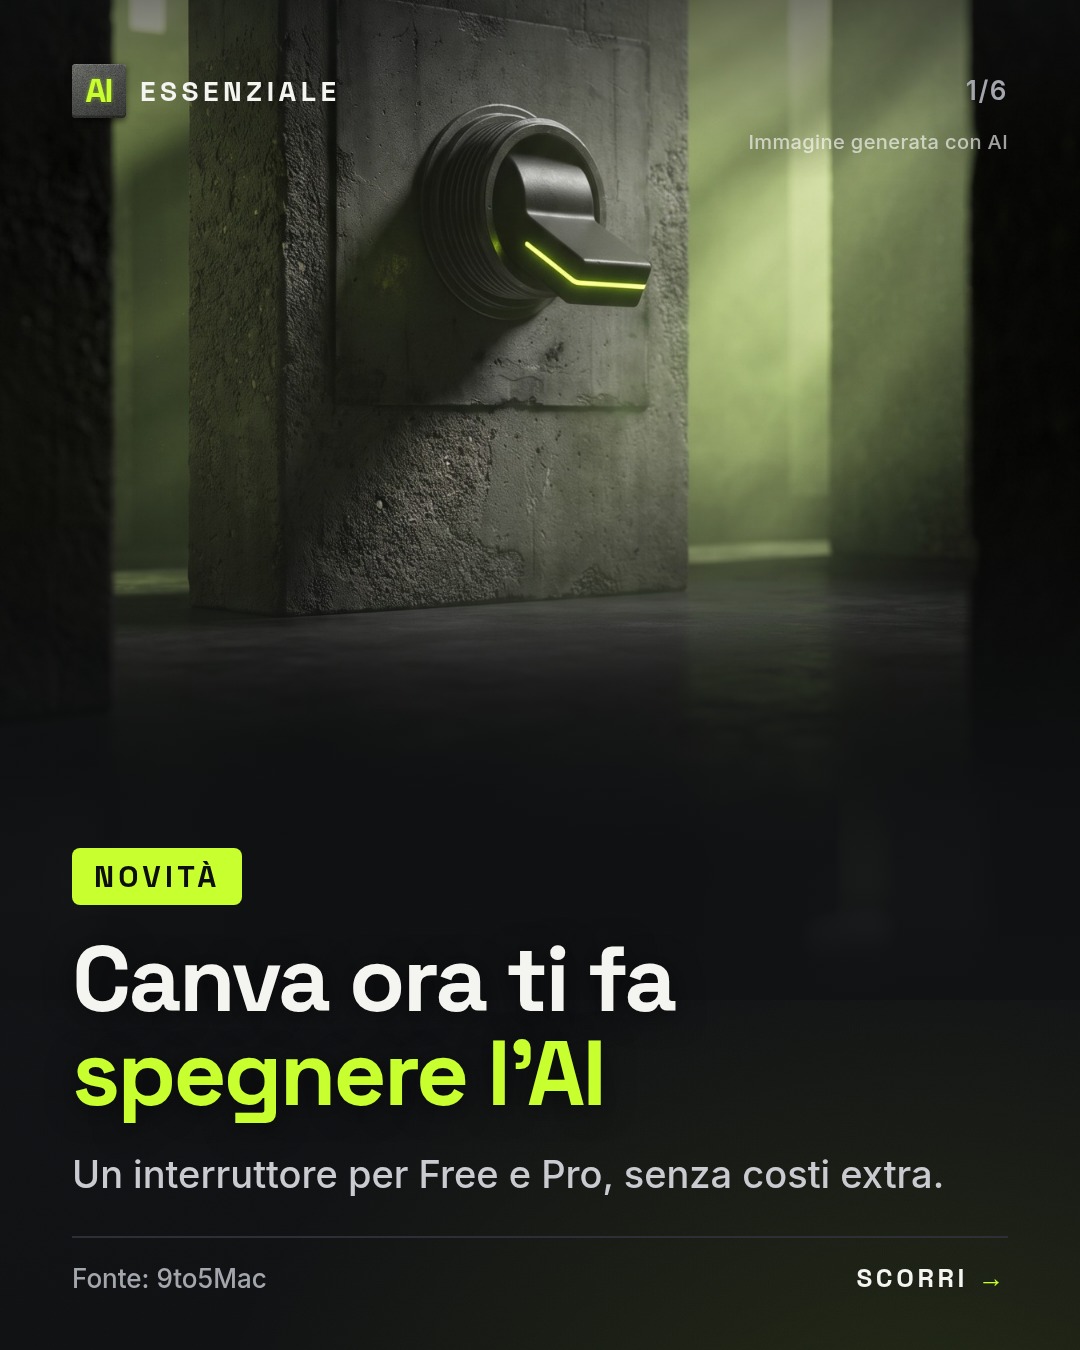 AI ESSENZIALE
1/6
Immagine generata con AI
NOVITÀ
Canva ora ti fa
spegnere l’AI
Un interruttore per Free e Pro, senza costi extra.
Fonte: 9to5Mac
SCORRI →